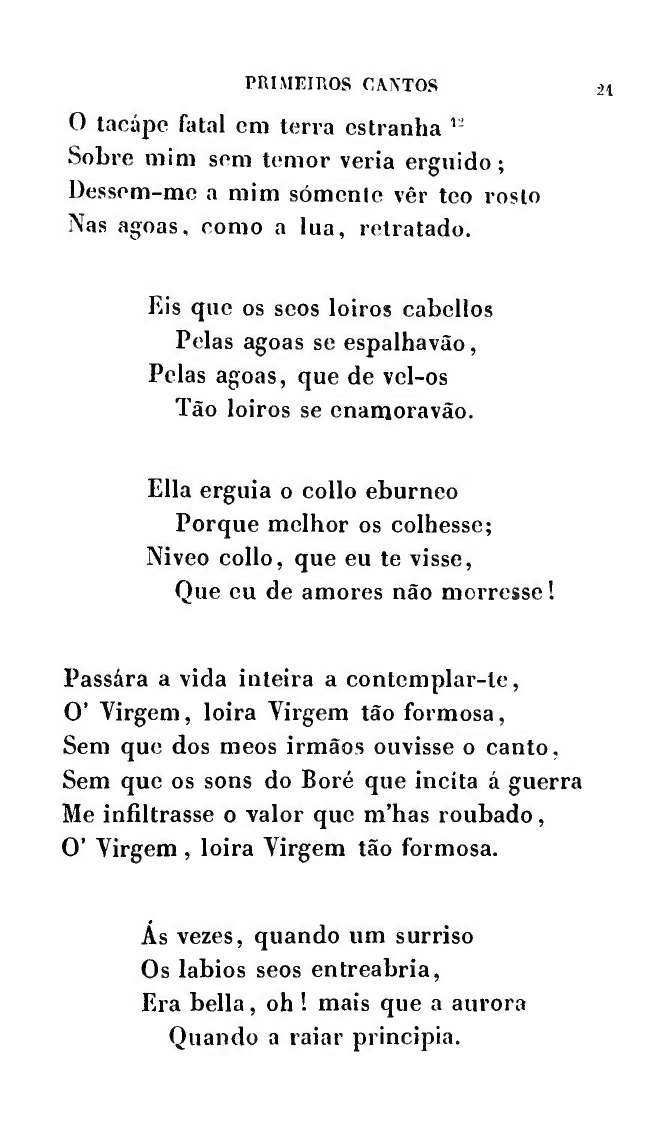 PRIMEIROS CANTOS 21
O tacápe fatal em terra estranha ¹²
Sobre mim sem temor veria erguido;
Dessem-me a mim sómente vêr teo rosto
Nas agoas, como a lua, retratado.
Eis que os seos loiros cabellos
Pelas agoas se espalhavão,
Pelas agoas, que de vel-os
Tão loiros se enamoravão.
Ella erguia o collo eburneo
Porque melhor os colhesse;
Niveo collo, que eu te visse,
Que eu de amores não morresse!
Passára a vida inteira a contemplar-te,
O' Virgem, loira Virgem tão formosa,
Sem que dos meos irmãos ouvisse o canto,
Sem que os sons do Boré que incíta á guerra
Me infiltrasse o valor que m'has roubado,
O' Virgem, loira Virgem tão formosa.
Ás vezes, quando um surriso
Os labios seos entreabria,
Era bella, oh! mais que a aurora
Quando a raiar principia.